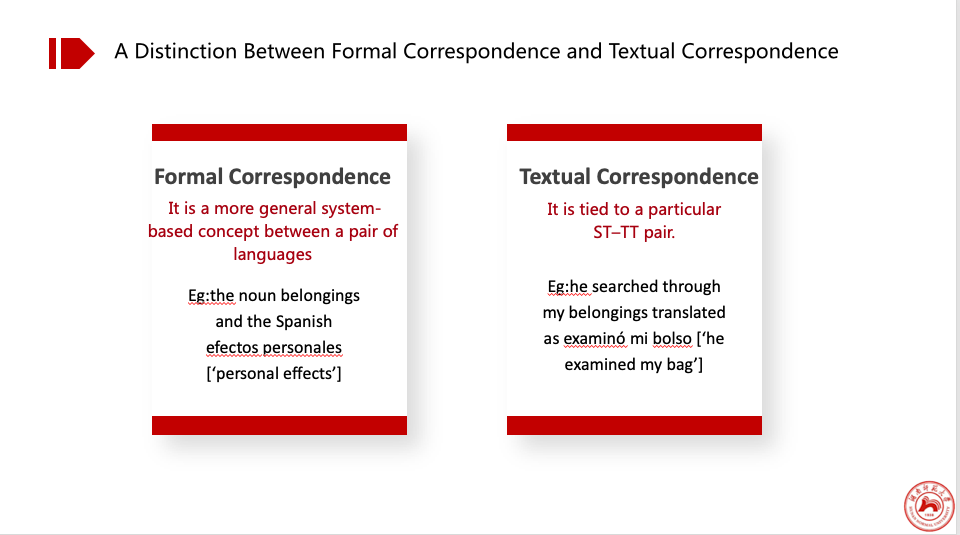 A Distinction Between Formal Correspondence and Textual Correspondence
Formal Correspondence
It is a more general system-
based concept between a pair of
languages
Eg:the noun belongings
and the Spanish
efectos personales
[‘personal effects’]
Textual Correspondence
It is tied to a particular
ST–TT pair.
Eg:he searched through
my belongings translated
as examinó mi bolso [‘he
examined my bag’]